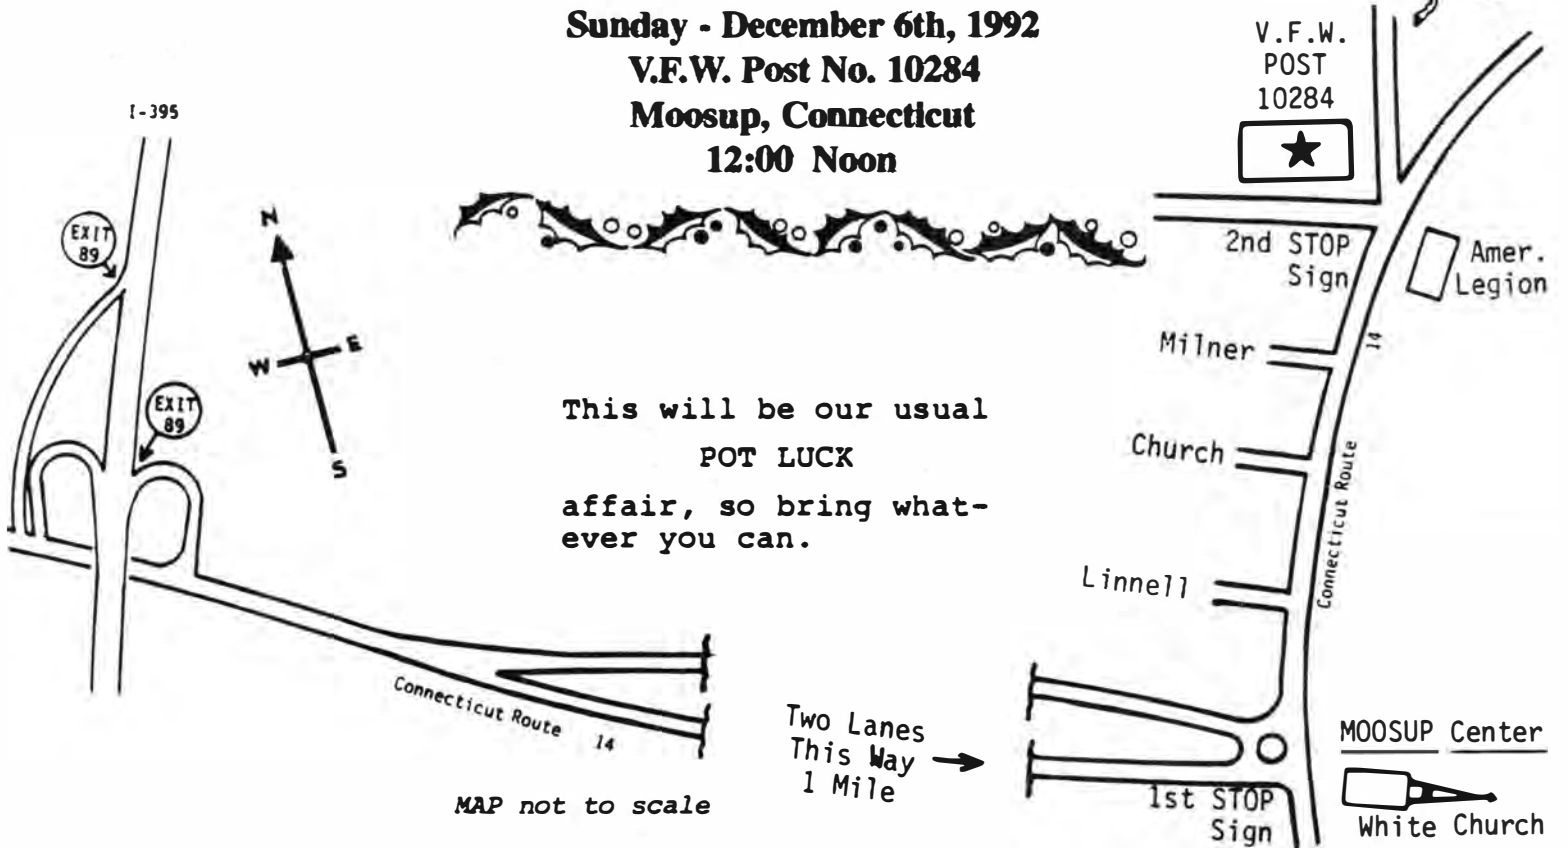 Sunday - December 6th, 1992
V.F.W. Post No. 10284
Moosup, Connecticut
12:00 Noon
V.F.W.
POST
10284
I-395
EXIT
89
N
W
E
S
EXIT
89
2nd STOP
Sign
Amer.
Legion
Milner
14
Church
Connecticut Route
Linnell
This will be our usual
POT LUCK
affair, so bring what-
ever you can.
Connecticut Route 14
Two Lanes
This Way
1 Mile
MAP not to scale
MOOSUP Center
1st STOP
Sign
White Church